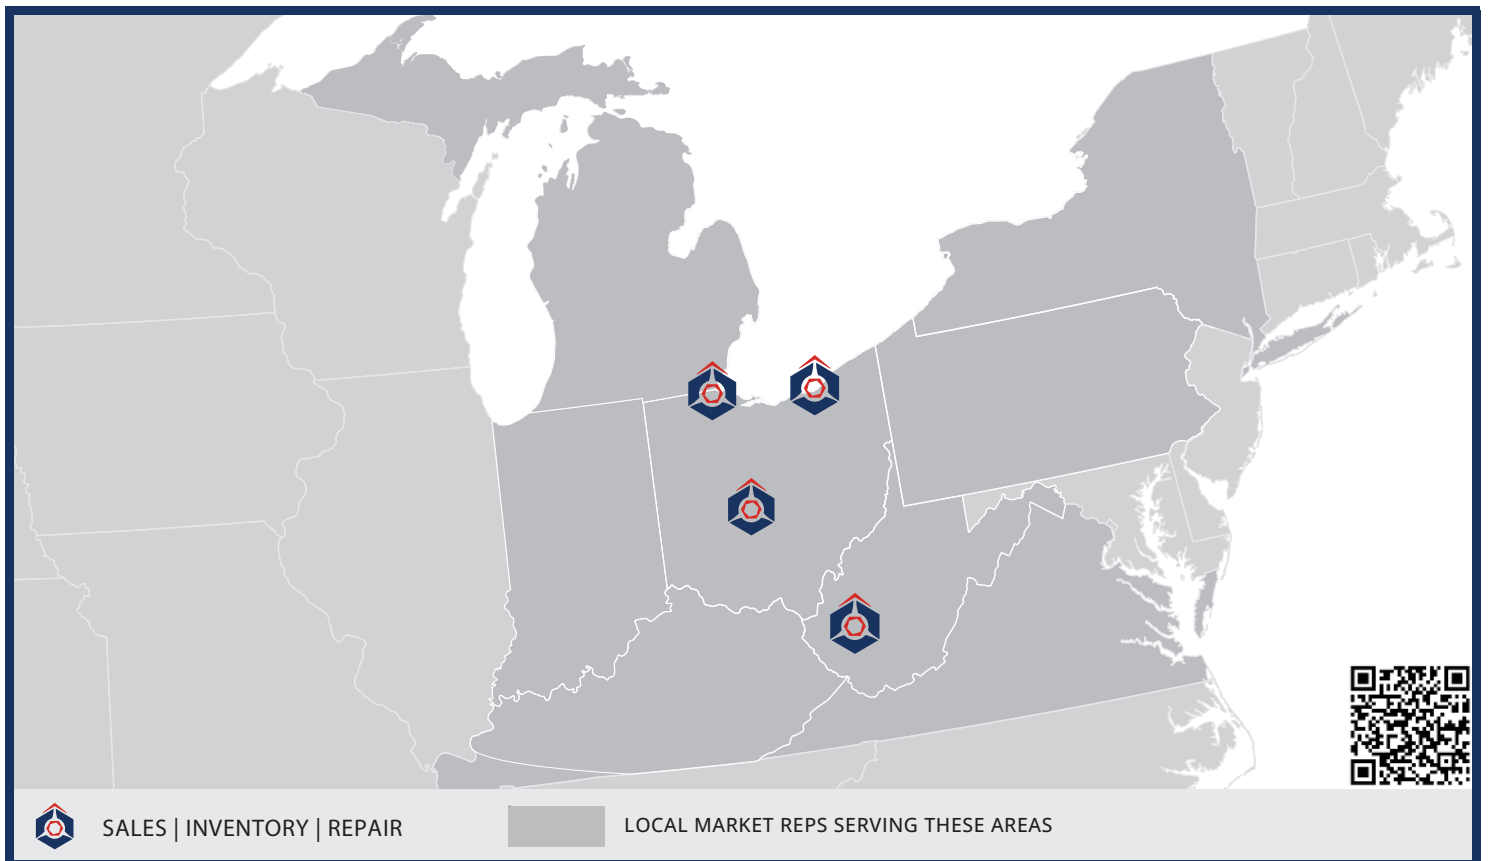 SALES | INVENTORY | REPAIR
LOCAL MARKET REPS SERVING THESE AREAS